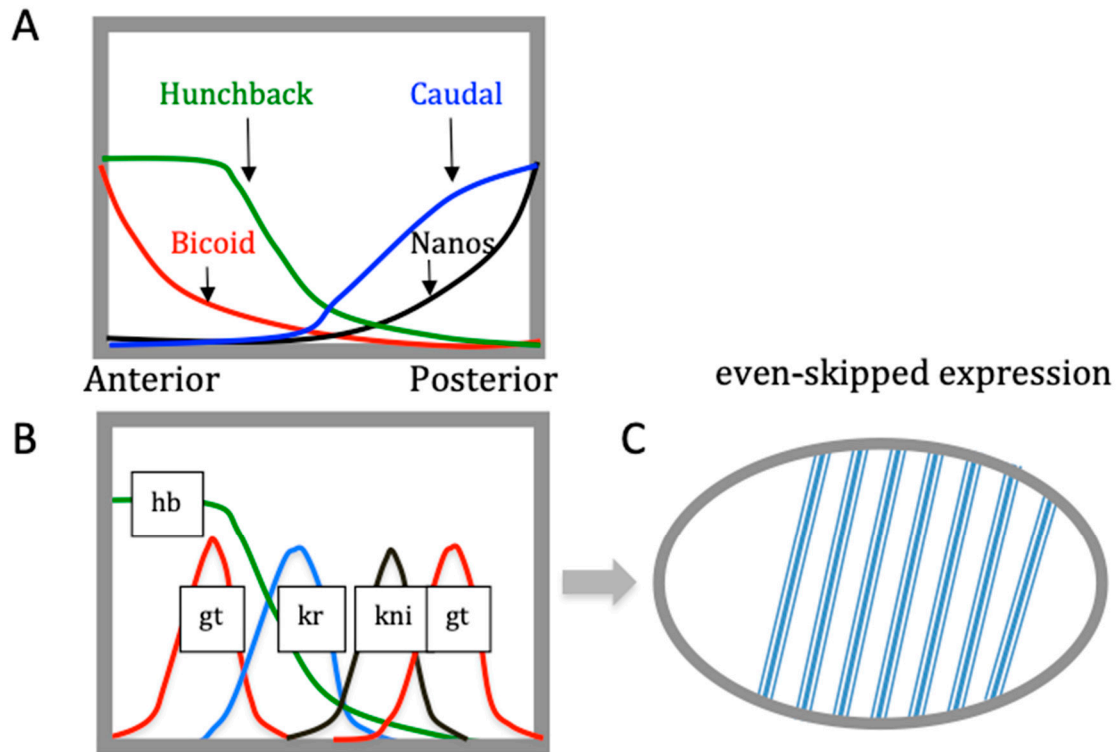 A
Hunchback
Caudal
Bicoid
Nanos
Anterior
Posterior
even-skipped expression
B
C
hb
gt
kr
kni
gt